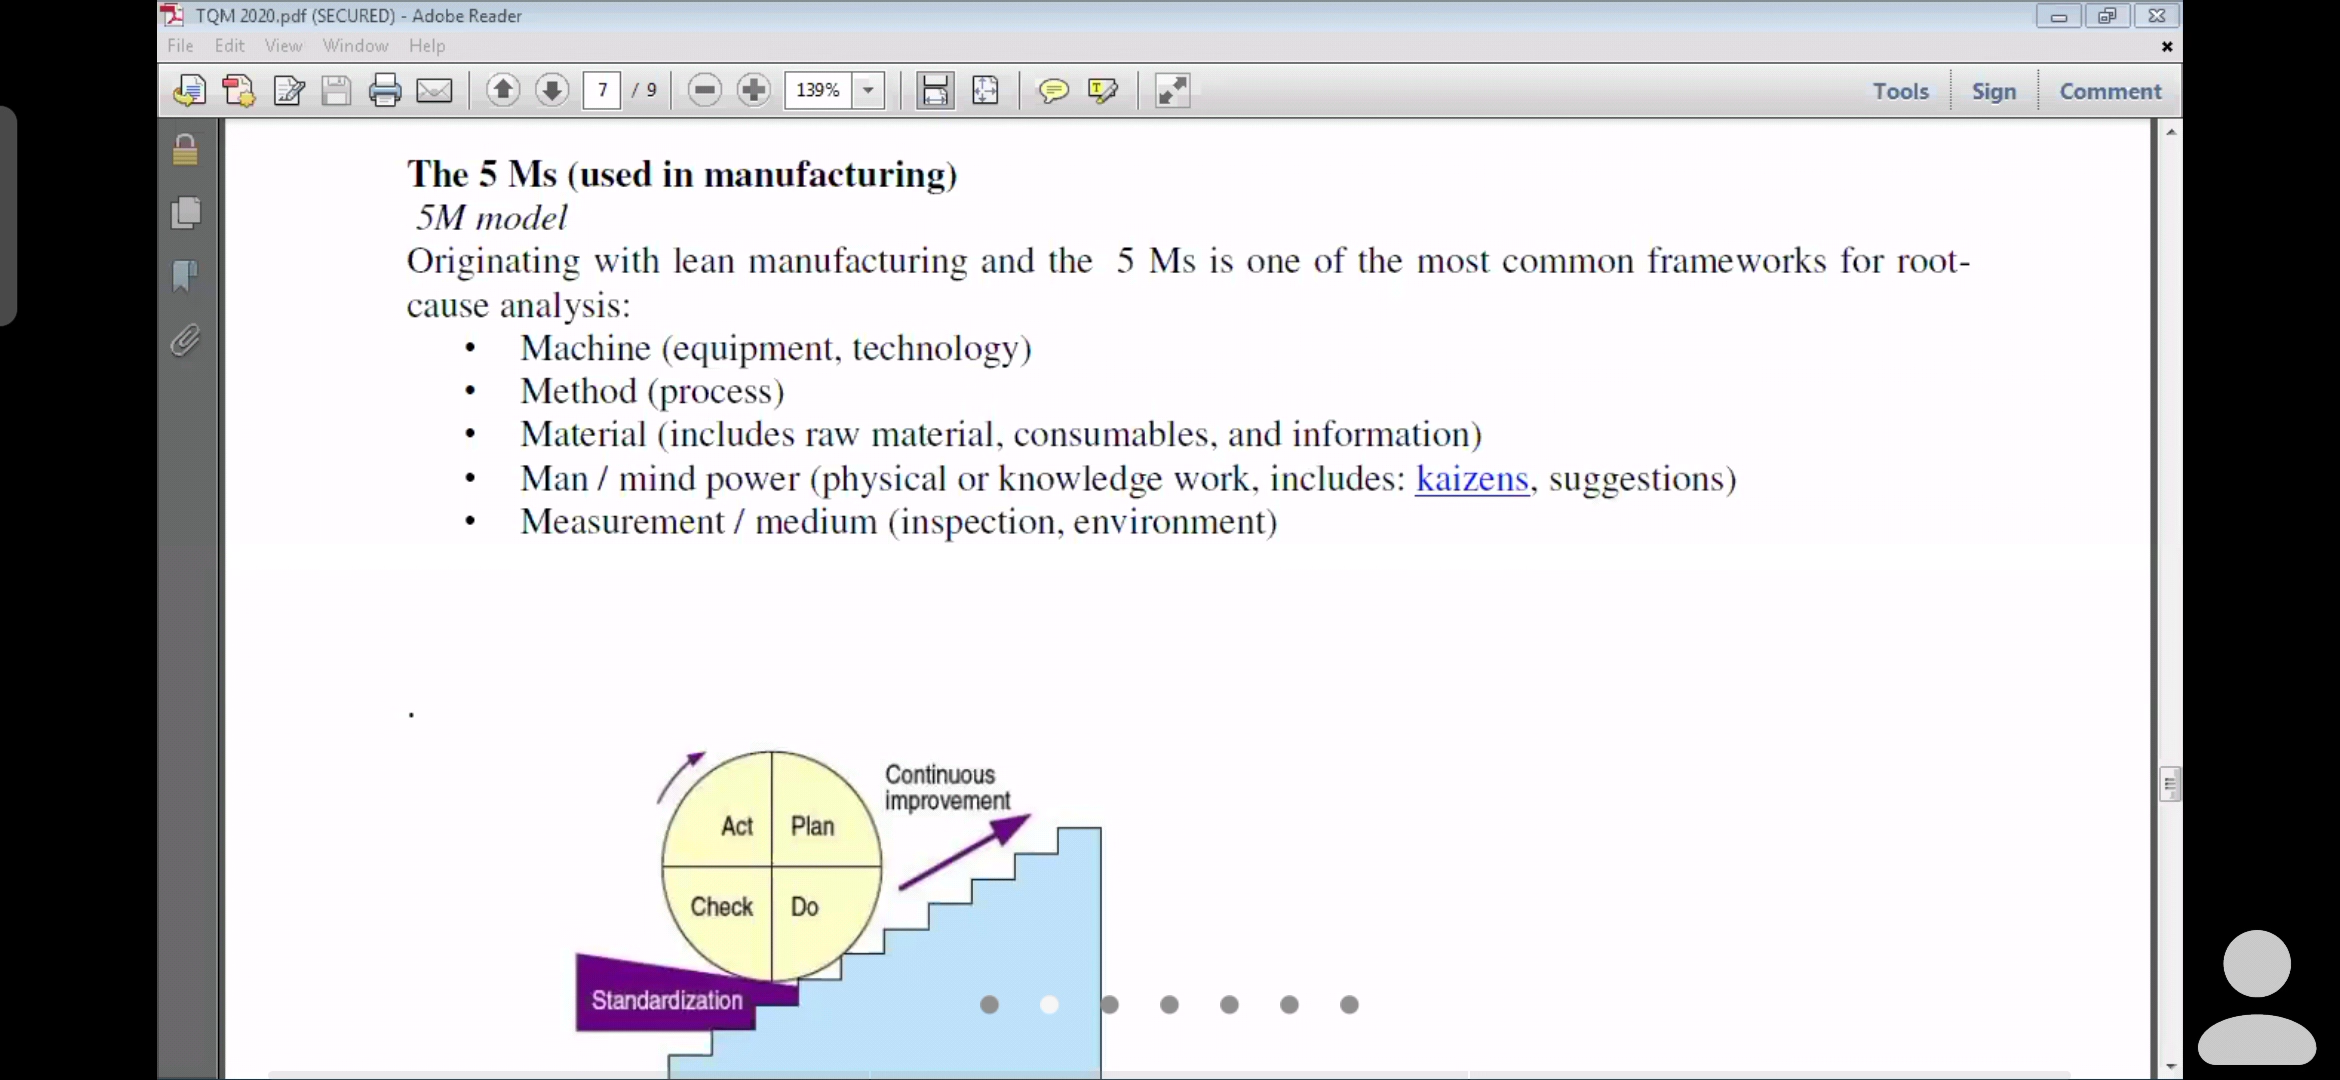 TQM 2020.pdf (SECURED) - Adobe Reader
File Edit View Window Help
7 / 9 139% Tools Sign Comment
The 5 Ms (used in manufacturing)
5M model
Originating with lean manufacturing and the 5 Ms is one of the most common frameworks for root-
cause analysis:
• Machine (equipment, technology)
• Method (process)
• Material (includes raw material, consumables, and information)
• Man / mind power (physical or knowledge work, includes: kaizens, suggestions)
• Measurement / medium (inspection, environment)
.
Continuous
improvement
Act Plan
Check Do
Standardization